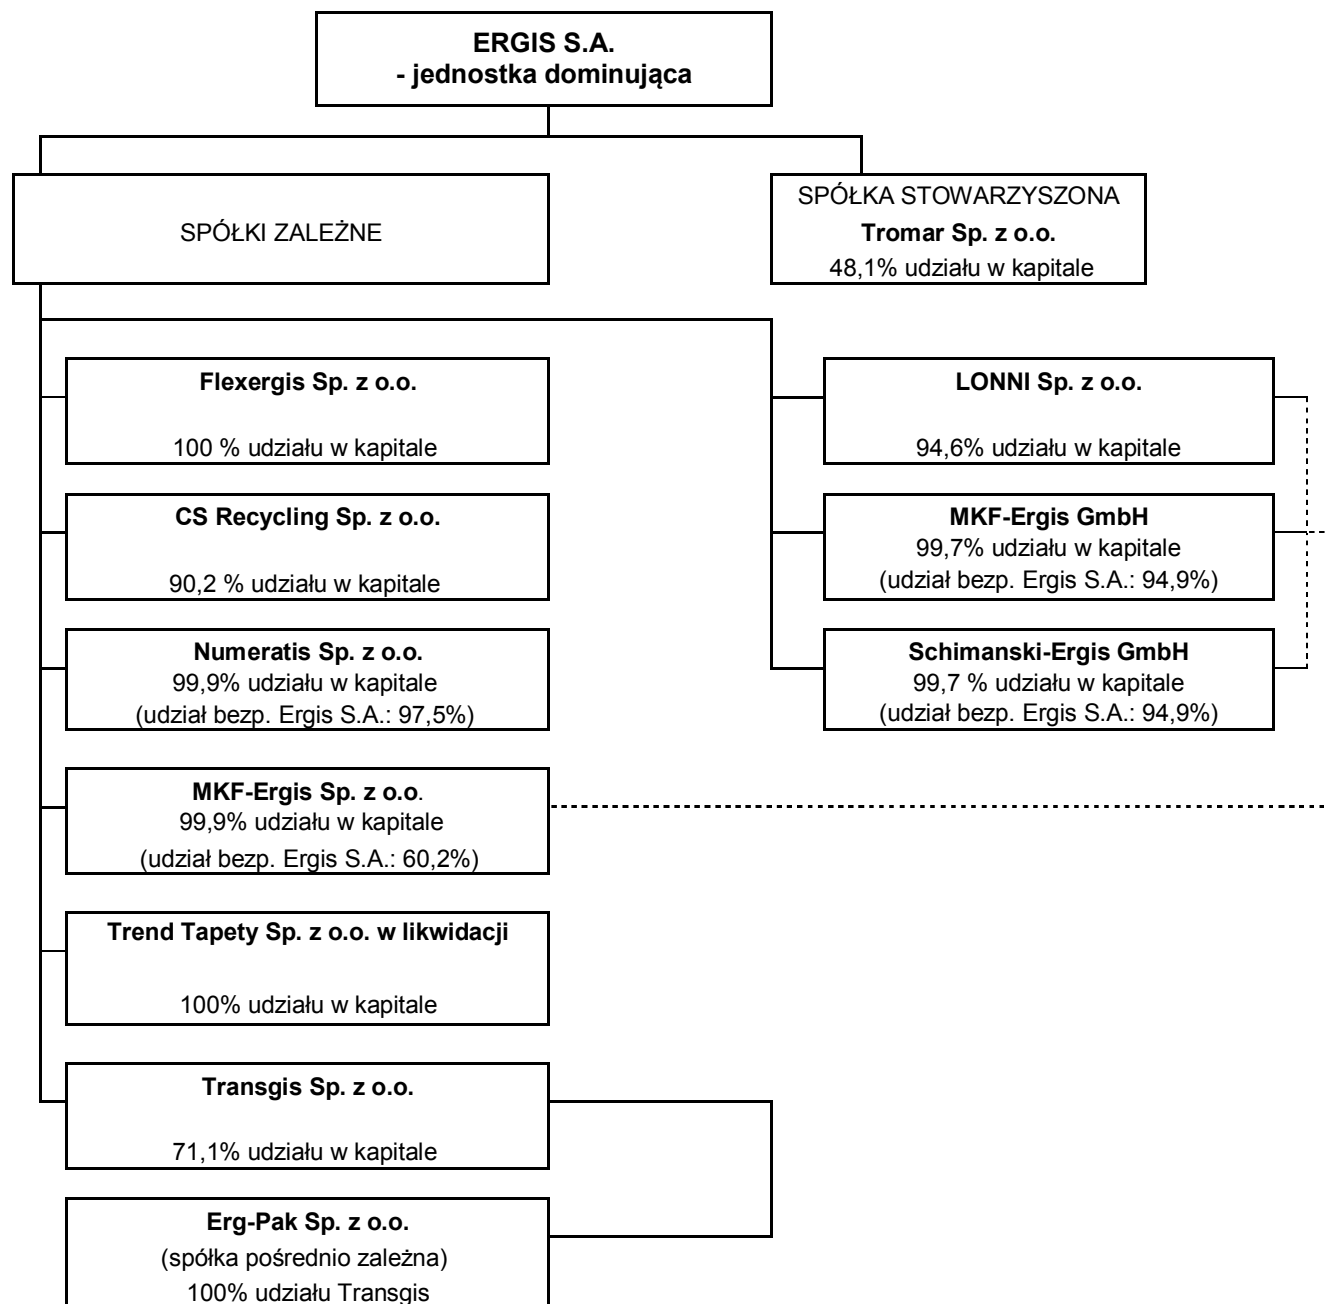 ERGIS S.A.
- jednostka dominująca
SPÓŁKI ZALEŻNE
SPÓŁKA STOWARZYSZONA
Tromar Sp. z o.o.
48,1% udziału w kapitale
Flexergis Sp. z o.o.
100 % udziału w kapitale
CS Recycling Sp. z o.o.
90,2 % udziału w kapitale
Numeratis Sp. z o.o.
99,9% udziału w kapitale
(udział bezp. Ergis S.A.: 97,5%)
MKF-Ergis Sp. z o.o.
99,9% udziału w kapitale
(udział bezp. Ergis S.A.: 60,2%)
Trend Tapety Sp. z o.o. w likwidacji
100% udziału w kapitale
Transgis Sp. z o.o.
71,1% udziału w kapitale
Erg-Pak Sp. z o.o.
(spółka pośrednio zależna)
100% udziału Transgis
LONNI Sp. z o.o.
94,6% udziału w kapitale
MKF-Ergis GmbH
99,7% udziału w kapitale
(udział bezp. Ergis S.A.: 94,9%)
Schimanski-Ergis GmbH
99,7 % udziału w kapitale
(udział bezp. Ergis S.A.: 94,9%)